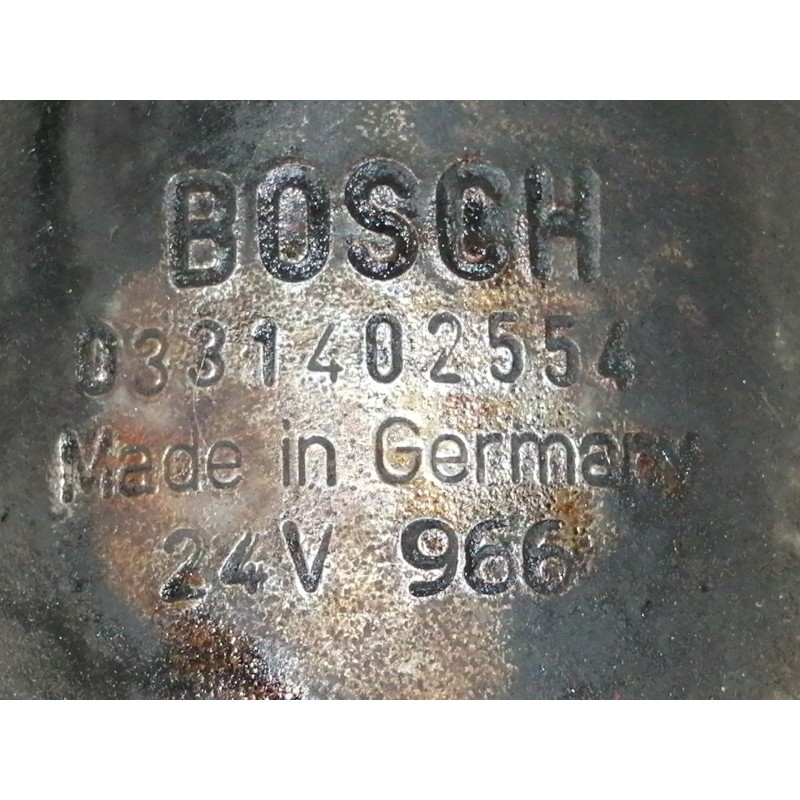 BOSCH
0331402554
Made in Germany
24V 966